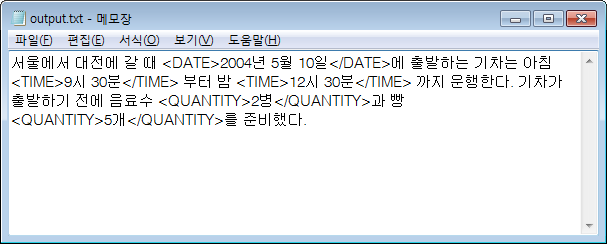 output.txt - 메모장
파일(F) 편집(E) 서식(O) 보기(V) 도움말(H)
서울에서 대전에 갈 때 <DATE>2004년 5월 10일</DATE>에 출발하는 기차는 아침
<TIME>9시 30분</TIME> 부터 밤 <TIME>12시 30분</TIME> 까지 운행한다. 기차가
출발하기 전에 음료수 <QUANTITY>2병</QUANTITY>과 빵
<QUANTITY>5개</QUANTITY>를 준비했다.